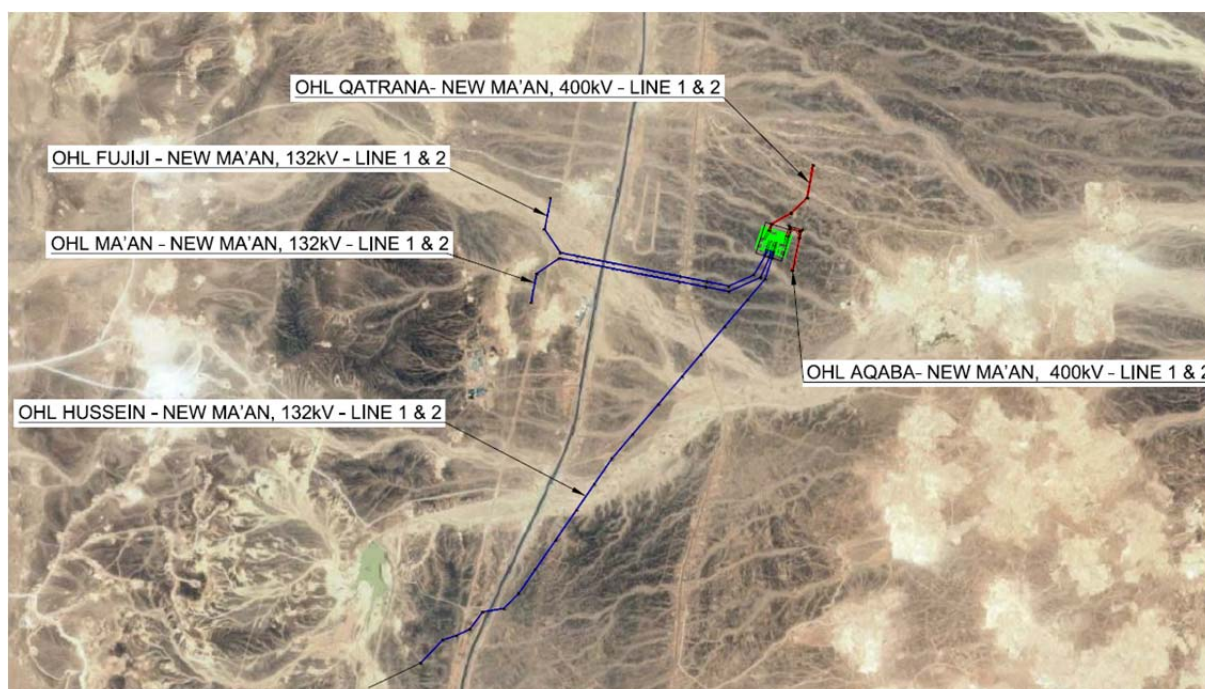 OHL QATRANA- NEW MA'AN, 400kV - LINE 1 & 2
OHL FUJIJI - NEW MA'AN, 132kV - LINE 1 & 2
OHL MA'AN - NEW MA'AN, 132kV - LINE 1 & 2
OHL AQABA- NEW MA'AN, 400kV - LINE 1 & 2
OHL HUSSEIN - NEW MA'AN, 132kV - LINE 1 & 2